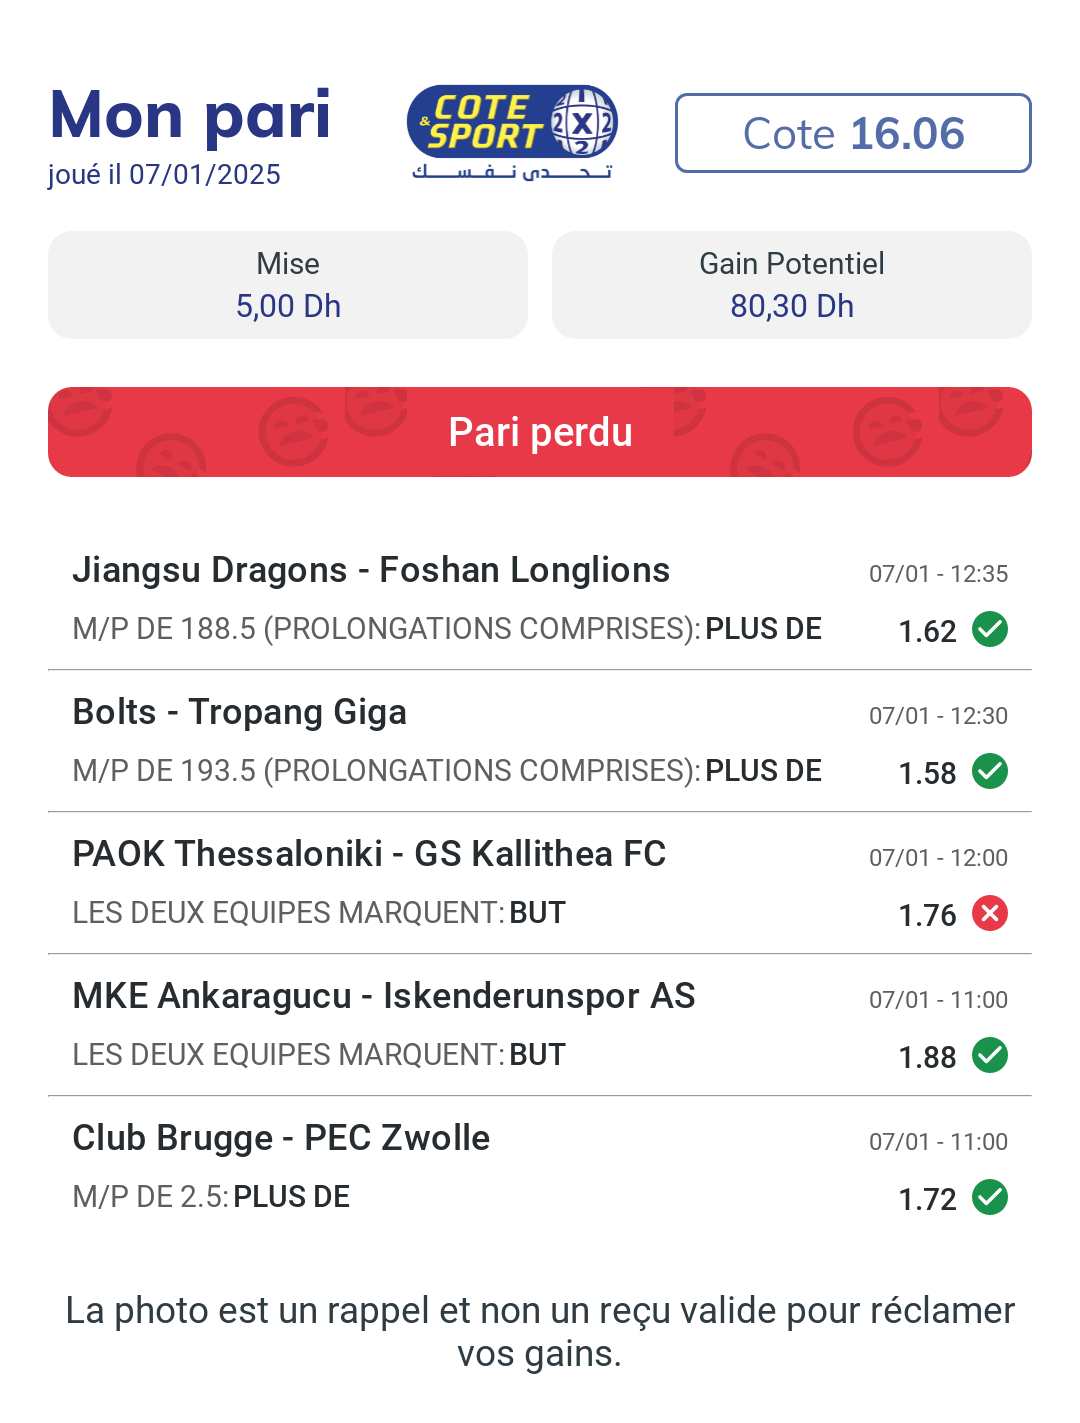 Mon pari
joué il 07/01/2025
COTE
& SPORT
1 2 X 2 2
تحدى نفسك
Cote 16.06
Mise
5,00 Dh
Gain Potentiel
80,30 Dh
Pari perdu
Jiangsu Dragons - Foshan Longlions 07/01 - 12:35
M/P DE 188.5 (PROLONGATIONS COMPRISES): PLUS DE 1.62
Bolts - Tropang Giga 07/01 - 12:30
M/P DE 193.5 (PROLONGATIONS COMPRISES): PLUS DE 1.58
PAOK Thessaloniki - GS Kallithea FC 07/01 - 12:00
LES DEUX EQUIPES MARQUENT: BUT 1.76
MKE Ankaragucu - Iskenderunspor AS 07/01 - 11:00
LES DEUX EQUIPES MARQUENT: BUT 1.88
Club Brugge - PEC Zwolle 07/01 - 11:00
M/P DE 2.5: PLUS DE 1.72
La photo est un rappel et non un reçu valide pour réclamer
vos gains.